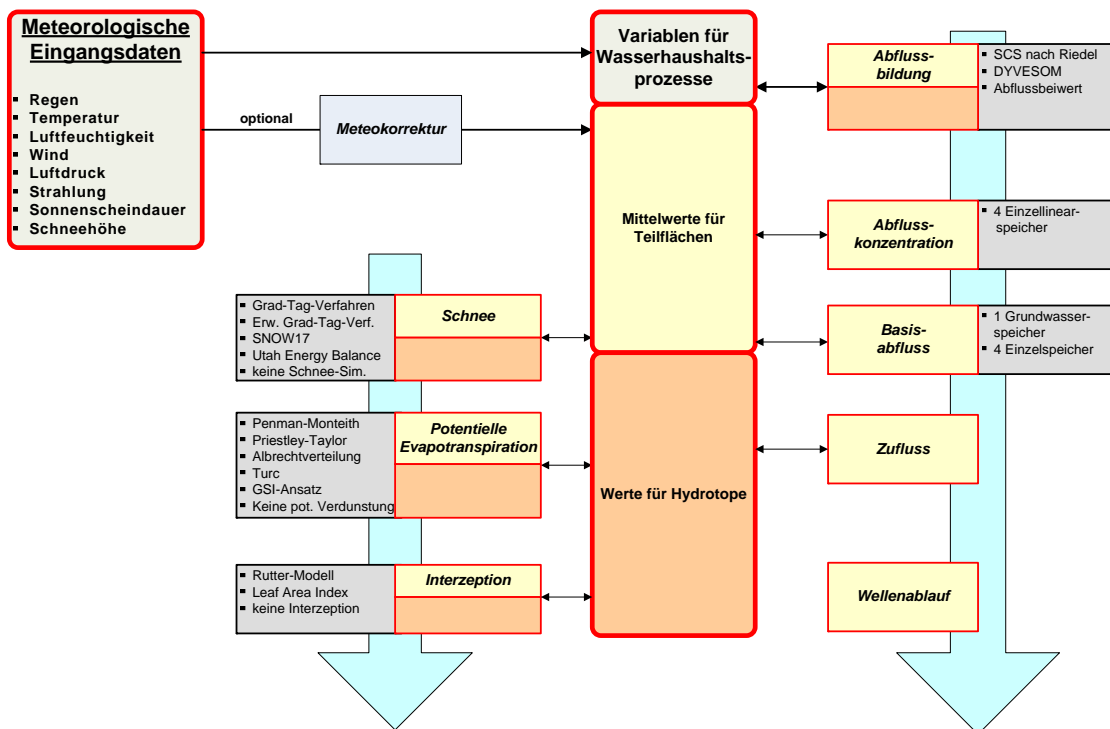 Meteorologische
Eingangsdaten
▪ Regen
▪ Temperatur
▪ Luftfeuchtigkeit
▪ Wind
▪ Luftdruck
▪ Strahlung
▪ Sonnenscheindauer
▪ Schneehöhe
optional
Meteokorrektur
Variablen für
Wasserhaushalts-
prozesse
Mittelwerte für
Teilflächen
Werte für Hydrotope
▪ Grad-Tag-Verfahren
▪ Erw. Grad-Tag-Verf.
▪ SNOW17
▪ Utah Energy Balance
▪ keine Schnee-Sim.
Schnee
▪ Penman-Monteith
▪ Priestley-Taylor
▪ Albrechtverteilung
▪ Turc
▪ GSI-Ansatz
▪ Keine pot. Verdunstung
Potentielle
Evapotranspiration
▪ Rutter-Modell
▪ Leaf Area Index
▪ keine Interzeption
Interzeption
Abfluss-
bildung
▪ SCS nach Riedel
▪ DYVESOM
▪ Abflussbeiwert
Abfluss-
konzentration
▪ 4 Einzellinear-
speicher
Basis-
abfluss
▪ 1 Grundwasser-
speicher
▪ 4 Einzelspeicher
Zufluss
Wellenablauf